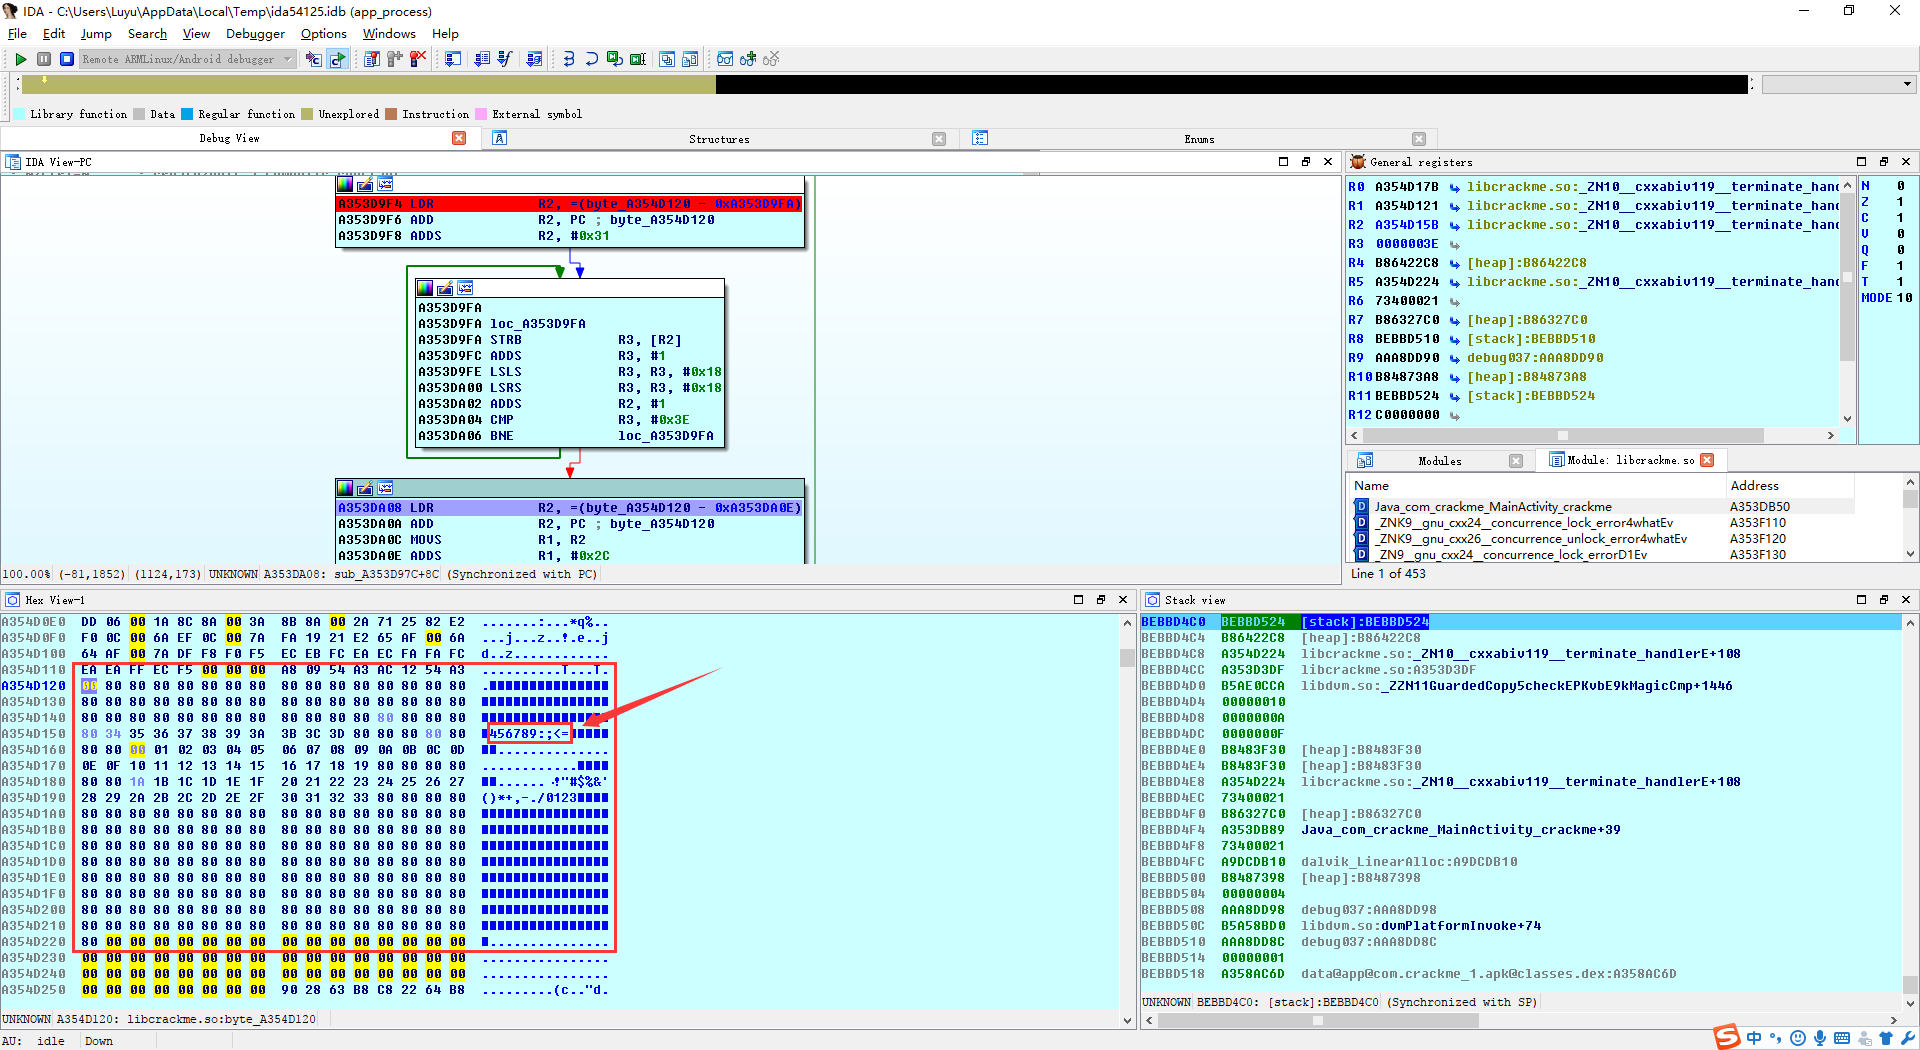 IDA - C:\Users\Luyu\AppData\Local\Temp\ida54125.idb (app_process)
File Edit Jump Search View Debugger Options Windows Help
Remote ARMLinux/Android debugger
Library function Data Regular function Unexplored Instruction External symbol
Debug View Structures Enums
IDA View-PC
A353D9F4 LDR R2, =(byte_A354D120 - 0xA353D9FA)
A353D9F6 ADD R2, PC ; byte_A354D120
A353D9F8 ADDS R2, #0x31
A353D9FA
A353D9FA loc_A353D9FA
A353D9FA STRB R3, [R2]
A353D9FC ADDS R3, #1
A353D9FE LSLS R3, R3, #0x18
A353DA00 LSRS R3, R3, #0x18
A353DA02 ADDS R2, #1
A353DA04 CMP R3, #0x3E
A353DA06 BNE loc_A353D9FA
A353DA08 LDR R2, =(byte_A354D120 - 0xA353DA0E)
A353DA0A ADD R2, PC ; byte_A354D120
A353DA0C MOVS R1, R2
A353DA0E ADDS R1, #0x2C
100.00% (-81,1852) (1124,173) UNKNOWN A353DA08: sub_A353D97C+8C (Synchronized with PC)
General registers
R0 A354D17B libcrackme.so:_ZN10__cxxabiv119__terminate_hand
R1 A354D121 libcrackme.so:_ZN10__cxxabiv119__terminate_hand
R2 A354D15B libcrackme.so:_ZN10__cxxabiv119__terminate_hand
R3 0000003E
R4 B86422C8 [heap]:B86422C8
R5 A354D224 libcrackme.so:_ZN10__cxxabiv119__terminate_hand
R6 73400021
R7 B86327C0 [heap]:B86327C0
R8 BEBBD510 [stack]:BEBBD510
R9 AAA8DD90 debug037:AAA8DD90
R10 B84873A8 [heap]:B84873A8
R11 BEBBD524 [stack]:BEBBD524
R12 C0000000
N 0
Z 1
C 1
V 0
Q 0
F 1
T 1
MODE 10
Modules Module: libcrackme.so
Name Address
Java_com_crackme_MainActivity_crackme A353DB50
_ZNK9__gnu_cxx24__concurrence_lock_error4whatEv A353F110
_ZNK9__gnu_cxx26__concurrence_unlock_error4whatEv A353F120
_ZN9__gnu_cxx24__concurrence_lock_errorD1Ev A353F130
Line 1 of 453
Hex View-1
A354D0E0 DD 06 00 1A 8C 8A 00 3A 8B 8A 00 2A 71 25 82 E2 .......:...*q%..
A354D0F0 F0 0C 00 6A EF 0C 00 7A FA 19 21 E2 65 AF 00 6A ...j...z..!.e..j
A354D100 64 AF 00 7A DF F8 F0 F5 EC EB FC EA EC FA FA FC d..z............
A354D110 EA EA FF EC F5 00 00 00 A8 09 54 A3 AC 12 54 A3 ..........T...T.
A354D120 00 80 80 80 80 80 80 80 80 80 80 80 80 80 80 80
A354D130 80 80 80 80 80 80 80 80 80 80 80 80 80 80 80 80
A354D140 80 80 80 80 80 80 80 80 80 80 80 80 80 80 80 80
A354D150 80 34 35 36 37 38 39 3A 3B 3C 3D 80 80 80 80 80 456789:;<=
A354D160 80 80 00 01 02 03 04 05 06 07 08 09 0A 0B 0C 0D ..............
A354D170 0E 0F 10 11 12 13 14 15 16 17 18 19 80 80 80 80 ............
A354D180 80 80 1A 1B 1C 1D 1E 1F 20 21 22 23 24 25 26 27 ...... !"#$%&'
A354D190 28 29 2A 2B 2C 2D 2E 2F 30 31 32 33 80 80 80 80 ()*+,-./0123
A354D1A0 80 80 80 80 80 80 80 80 80 80 80 80 80 80 80 80
A354D1B0 80 80 80 80 80 80 80 80 80 80 80 80 80 80 80 80
A354D1C0 80 80 80 80 80 80 80 80 80 80 80 80 80 80 80 80
A354D1D0 80 80 80 80 80 80 80 80 80 80 80 80 80 80 80 80
A354D1E0 80 80 80 80 80 80 80 80 80 80 80 80 80 80 80 80
A354D1F0 80 80 80 80 80 80 80 80 80 80 80 80 80 80 80 80
A354D200 80 80 80 80 80 80 80 80 80 80 80 80 80 80 80 80
A354D210 80 80 80 80 80 80 80 80 80 80 80 80 80 80 80 80
A354D220 80 00 00 00 00 00 00 00 00 00 00 00 00 00 00 00 ...............
A354D230 00 00 00 00 00 00 00 00 00 00 00 00 00 00 00 00 ................
A354D240 00 00 00 00 00 00 00 00 00 00 00 00 00 00 00 00 ................
A354D250 00 00 00 00 00 00 00 00 90 28 63 B8 C8 22 64 B8 .........(c.."d.
UNKNOWN A354D120: libcrackme.so:byte_A354D120
Stack view
BEBBD4C0 BEBBD524 [stack]:BEBBD524
BEBBD4C4 B86422C8 [heap]:B86422C8
BEBBD4C8 A354D224 libcrackme.so:_ZN10__cxxabiv119__terminate_handlerE+108
BEBBD4CC A353D3DF libcrackme.so:A353D3DF
BEBBD4D0 B5AE0CCA libdvm.so:_ZZN11GuardedCopy5checkEPKvbE9kMagicCmp+1446
BEBBD4D4 00000010
BEBBD4D8 0000000A
BEBBD4DC 0000000F
BEBBD4E0 B8483F30 [heap]:B8483F30
BEBBD4E4 B8483F30 [heap]:B8483F30
BEBBD4E8 A354D224 libcrackme.so:_ZN10__cxxabiv119__terminate_handlerE+108
BEBBD4EC 73400021
BEBBD4F0 B86327C0 [heap]:B86327C0
BEBBD4F4 A353DB89 Java_com_crackme_MainActivity_crackme+39
BEBBD4F8 73400021
BEBBD4FC A9DCDB10 dalvik_LinearAlloc:A9DCDB10
BEBBD500 B8487398 [heap]:B8487398
BEBBD504 00000004
BEBBD508 AAA8DD98 debug037:AAA8DD98
BEBBD50C B5A58BD0 libdvm.so:dvmPlatformInvoke+74
BEBBD510 AAA8DD8C debug037:AAA8DD8C
BEBBD514 00000001
BEBBD518 A358AC6D data@app@com.crackme_1.apk@classes.dex:A358AC6D
UNKNOWN BEBBD4C0: [stack]:BEBBD4C0 (Synchronized with SP)
AU: idle Down
中